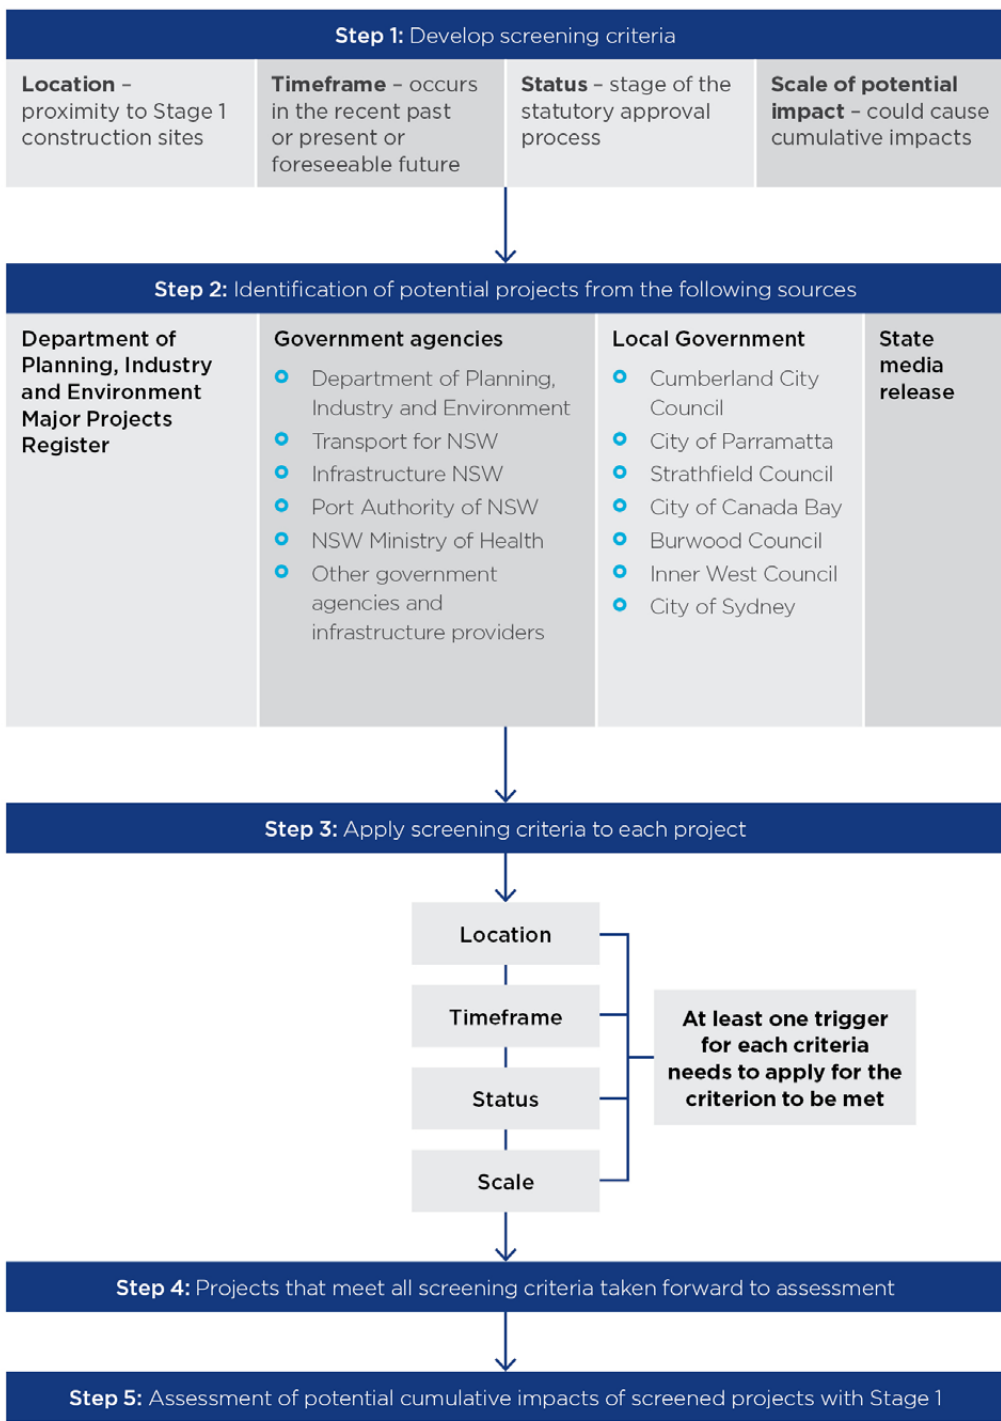 Step 1: Develop screening criteria
Location –
proximity to Stage 1
construction sites
Timeframe – occurs
in the recent past
or present or
foreseeable future
Status – stage of the
statutory approval
process
Scale of potential
impact – could cause
cumulative impacts
Step 2: Identification of potential projects from the following sources
Department of
Planning, Industry
and Environment
Major Projects
Register
Government agencies
Department of Planning,
Industry and Environment
Transport for NSW
Infrastructure NSW
Port Authority of NSW
NSW Ministry of Health
Other government
agencies and
infrastructure providers
Local Government
Cumberland City
Council
City of Parramatta
Strathfield Council
City of Canada Bay
Burwood Council
Inner West Council
City of Sydney
State
media
release
Step 3: Apply screening criteria to each project
Location
Timeframe
Status
Scale
At least one trigger
for each criteria
needs to apply for the
criterion to be met
Step 4: Projects that meet all screening criteria taken forward to assessment
Step 5: Assessment of potential cumulative impacts of screened projects with Stage 1